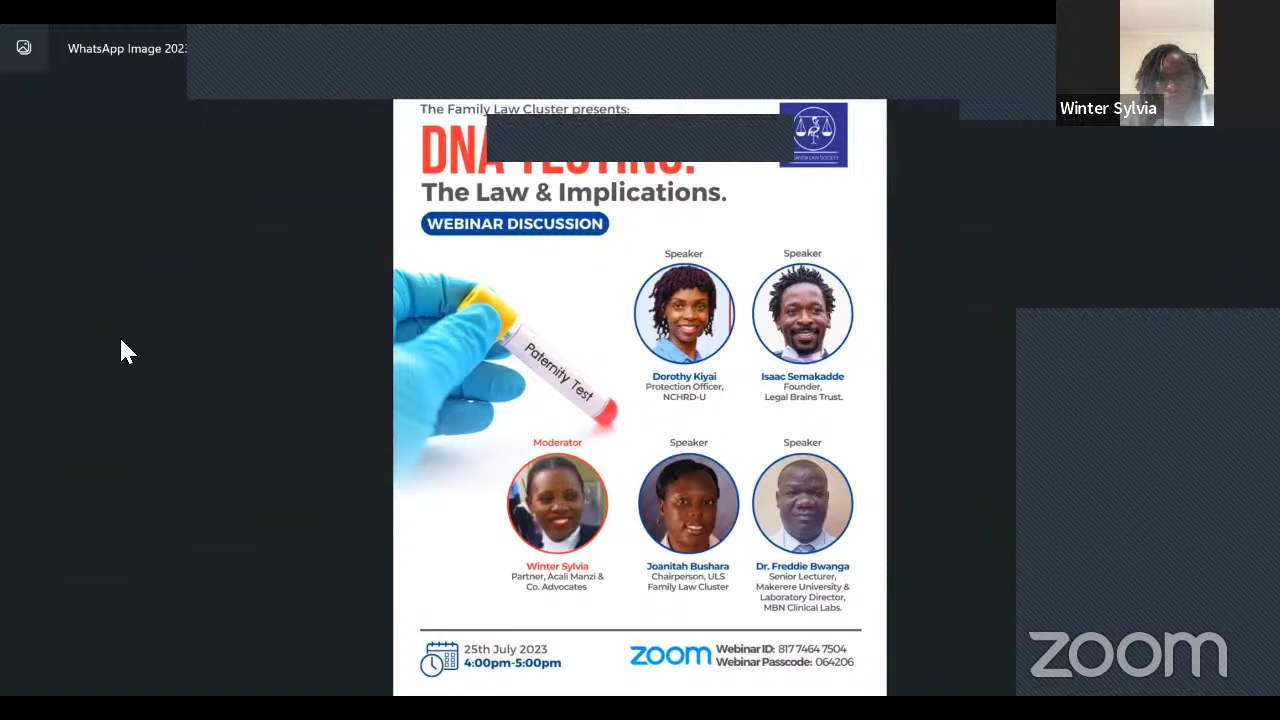 WhatsApp Image 202
Winter Sylvia
The Family Law Cluster presents:
DNA TESTING:
The Law & Implications.
WEBINAR DISCUSSION
Paternity Test
Speaker
Dorothy Kiyai
Protection Officer,
NCHRD-U
Speaker
Isaac Semakadde
Founder,
Legal Brains Trust.
Moderator
Winter Sylvia
Partner, Acali Manzi &
Co. Advocates
Speaker
Joanitah Bushara
Chairperson, ULS
Family Law Cluster
Speaker
Dr. Freddie Bwanga
Senior Lecturer,
Makerere University &
Laboratory Director,
MBN Clinical Labs.
25th July 2023
4:00pm-5:00pm
zoom
Webinar ID: 817 7464 7504
Webinar Passcode: 064206
zoom